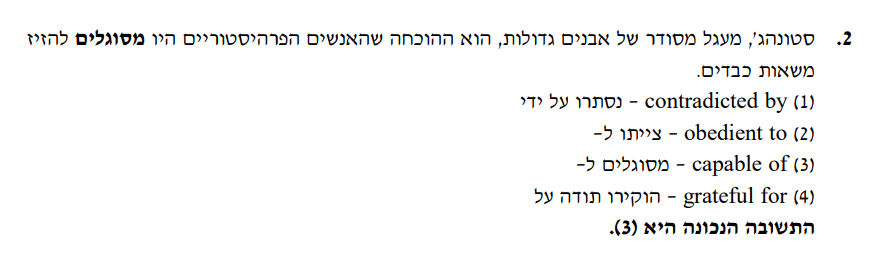 2. סטונהג', מעגל מסודר של אבנים גדולות, הוא ההוכחה שהאנשים הפרהיסטוריים היו מסוגלים להזיז
משאות כבדים.
(1) contradicted by – נסתרו על ידי
(2) obedient to – צייתו ל–
(3) capable of – מסוגלים ל–
(4) grateful for – הוקירו תודה על
התשובה הנכונה היא (3).